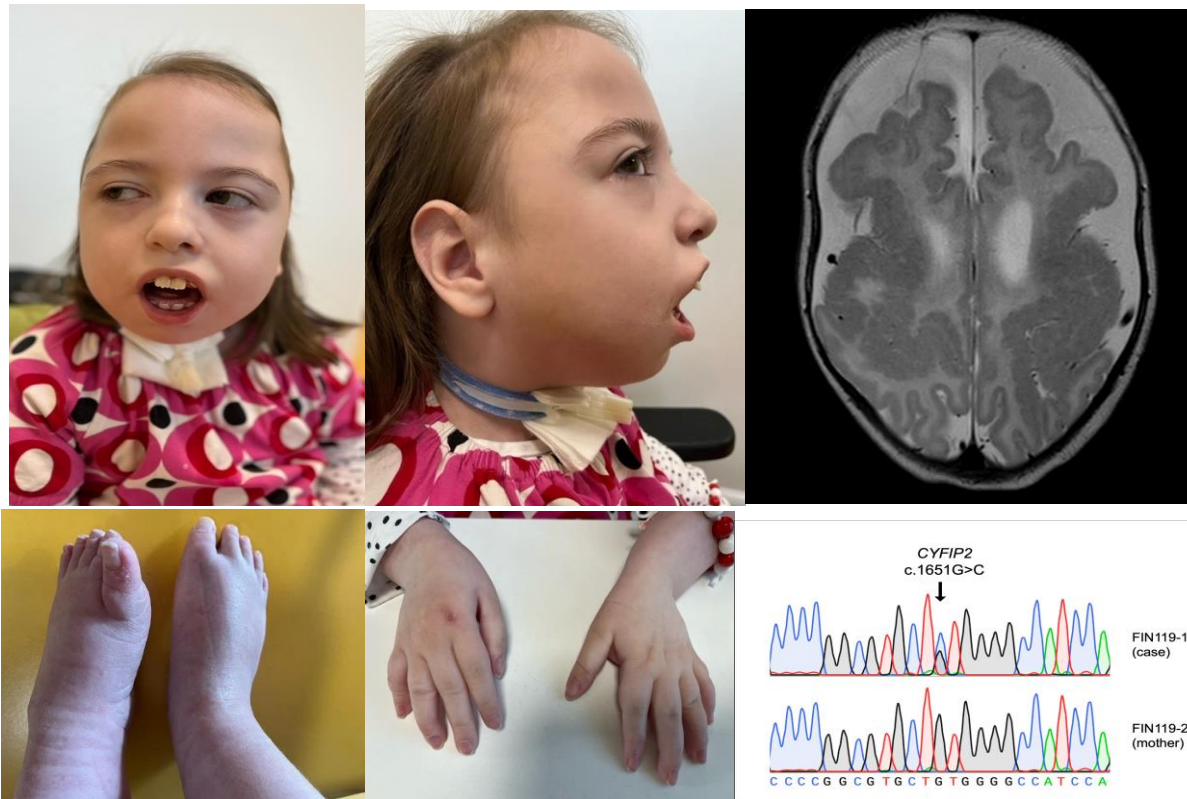 CYFIP2
c.1651G>C
FIN119-1
(case)
FIN119-2
(mother)
CCCCGGCGTGCTGTGGGGCCATCCA